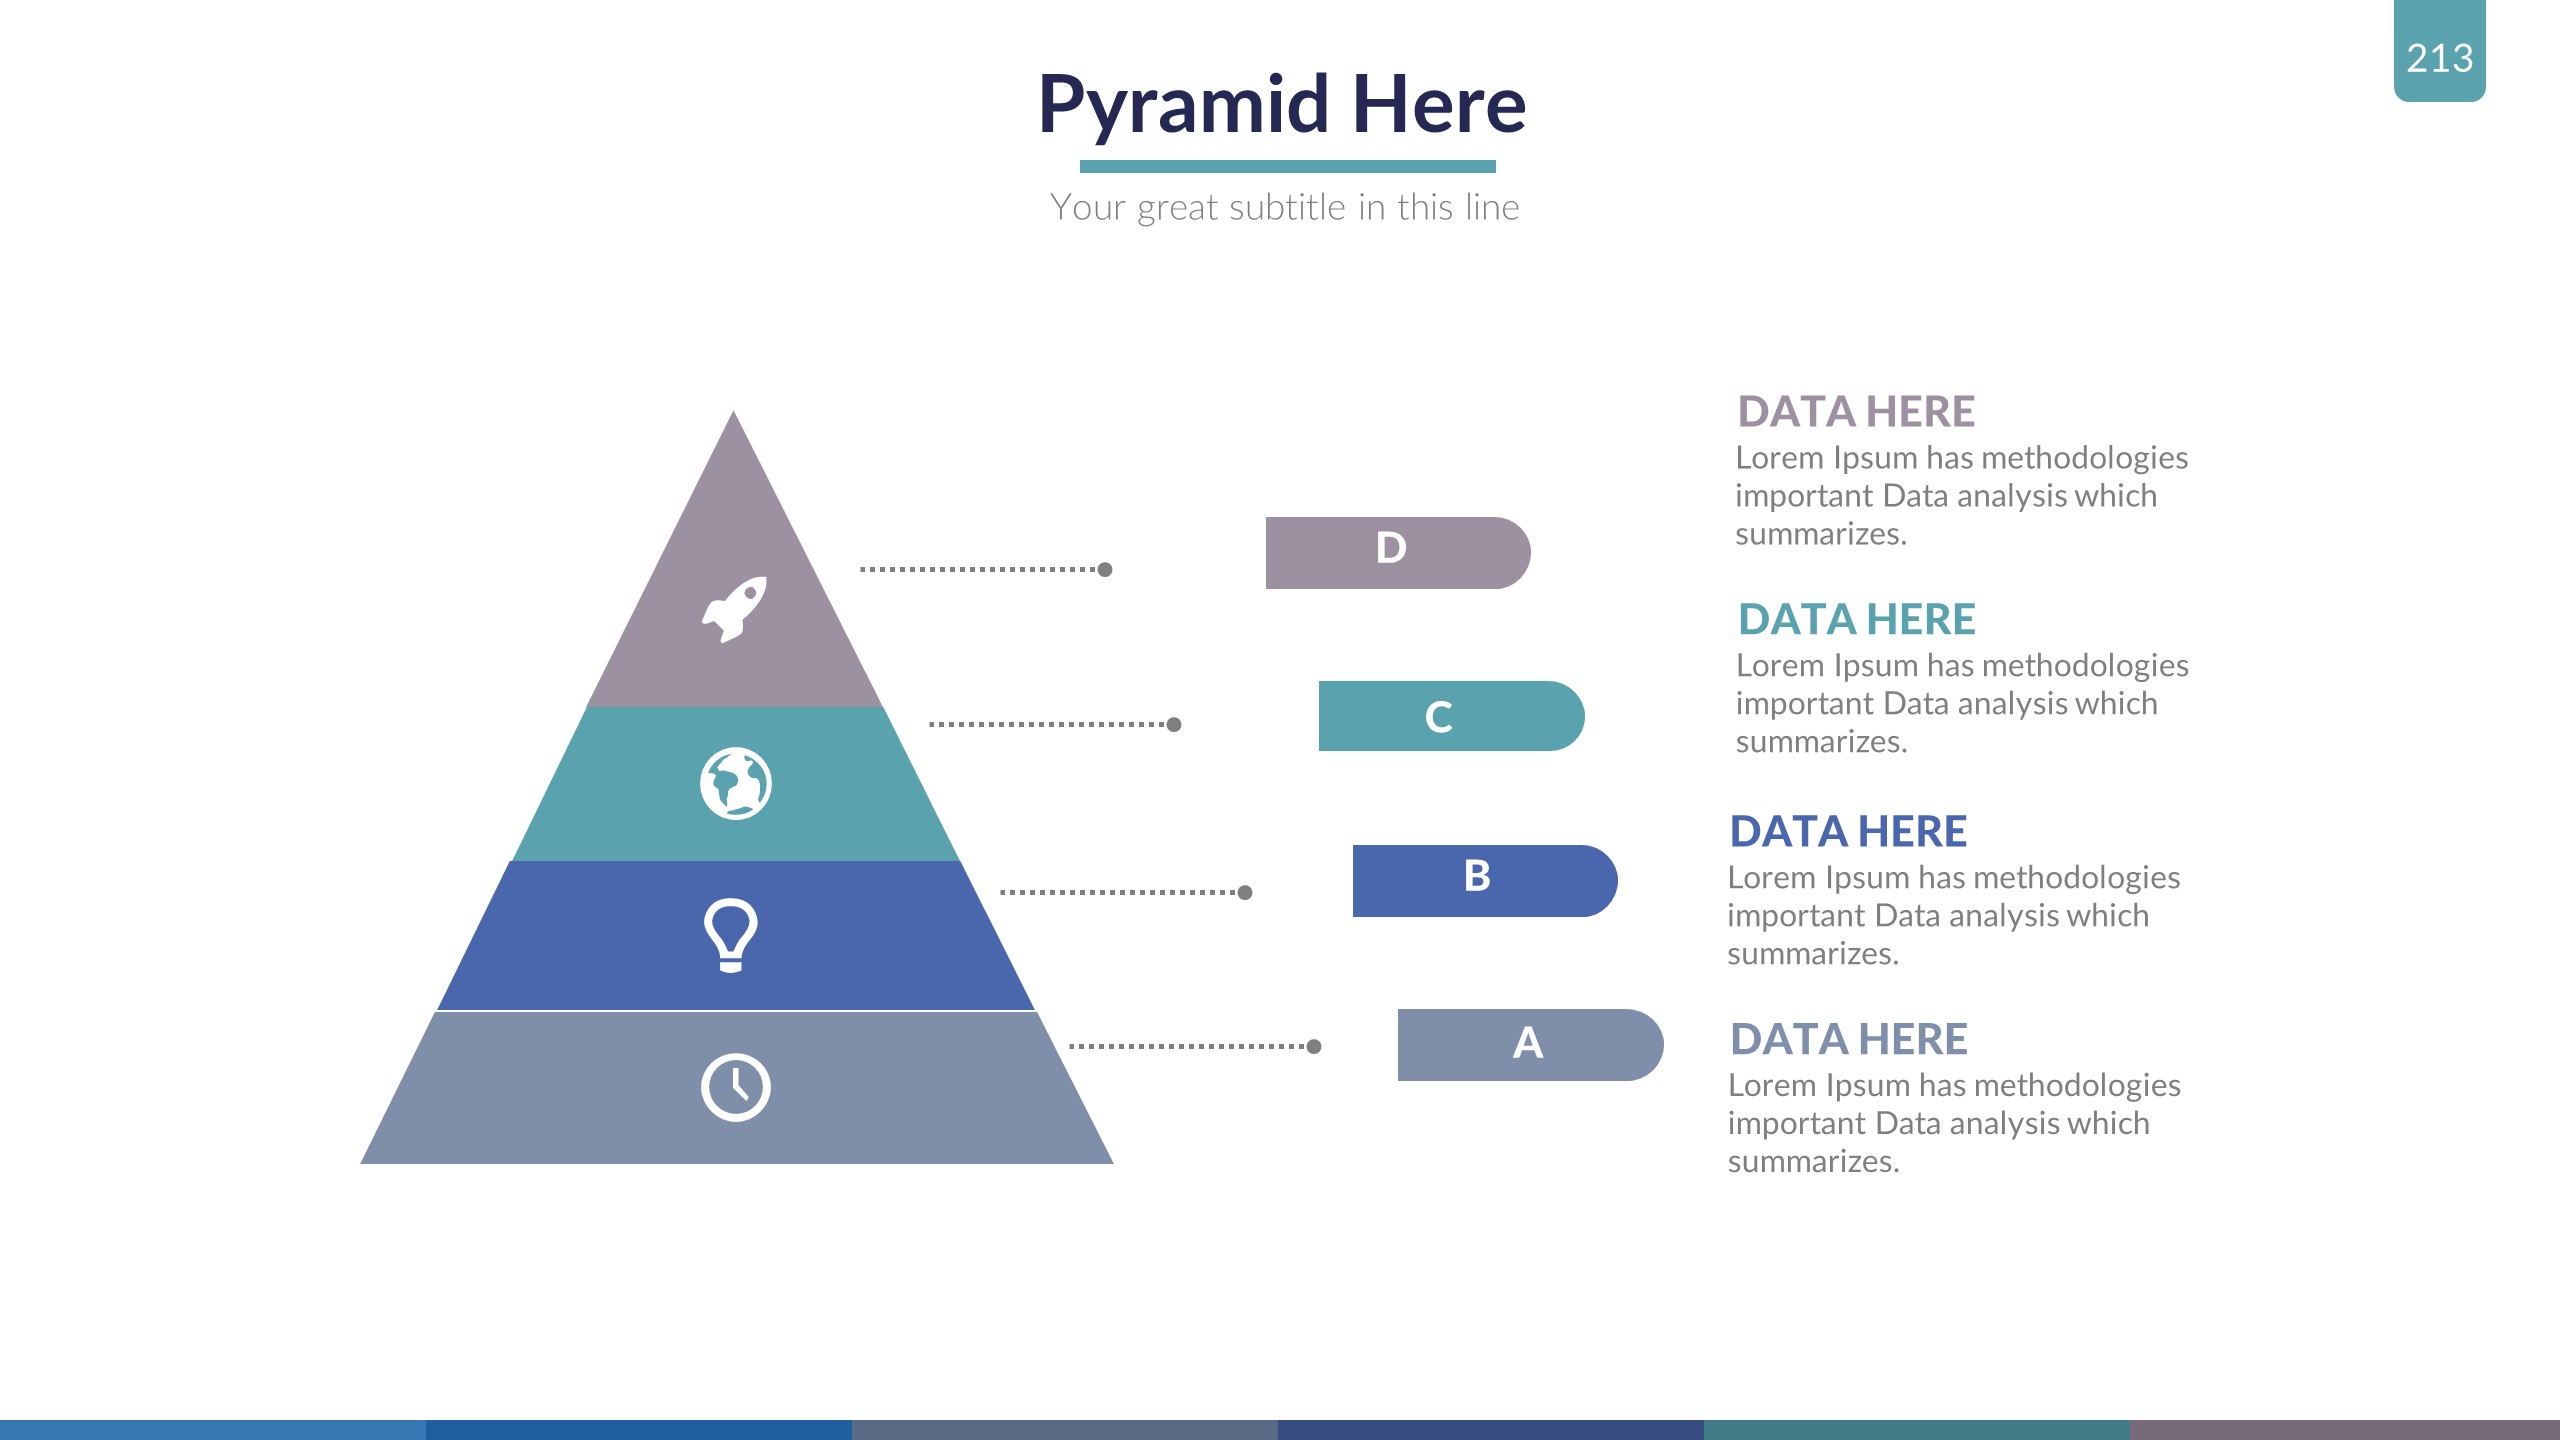 213
Pyramid Here
Your great subtitle in this line
D
C
B
A
DATA HERE
Lorem Ipsum has methodologies
important Data analysis which
summarizes.
DATA HERE
Lorem Ipsum has methodologies
important Data analysis which
summarizes.
DATA HERE
Lorem Ipsum has methodologies
important Data analysis which
summarizes.
DATA HERE
Lorem Ipsum has methodologies
important Data analysis which
summarizes.